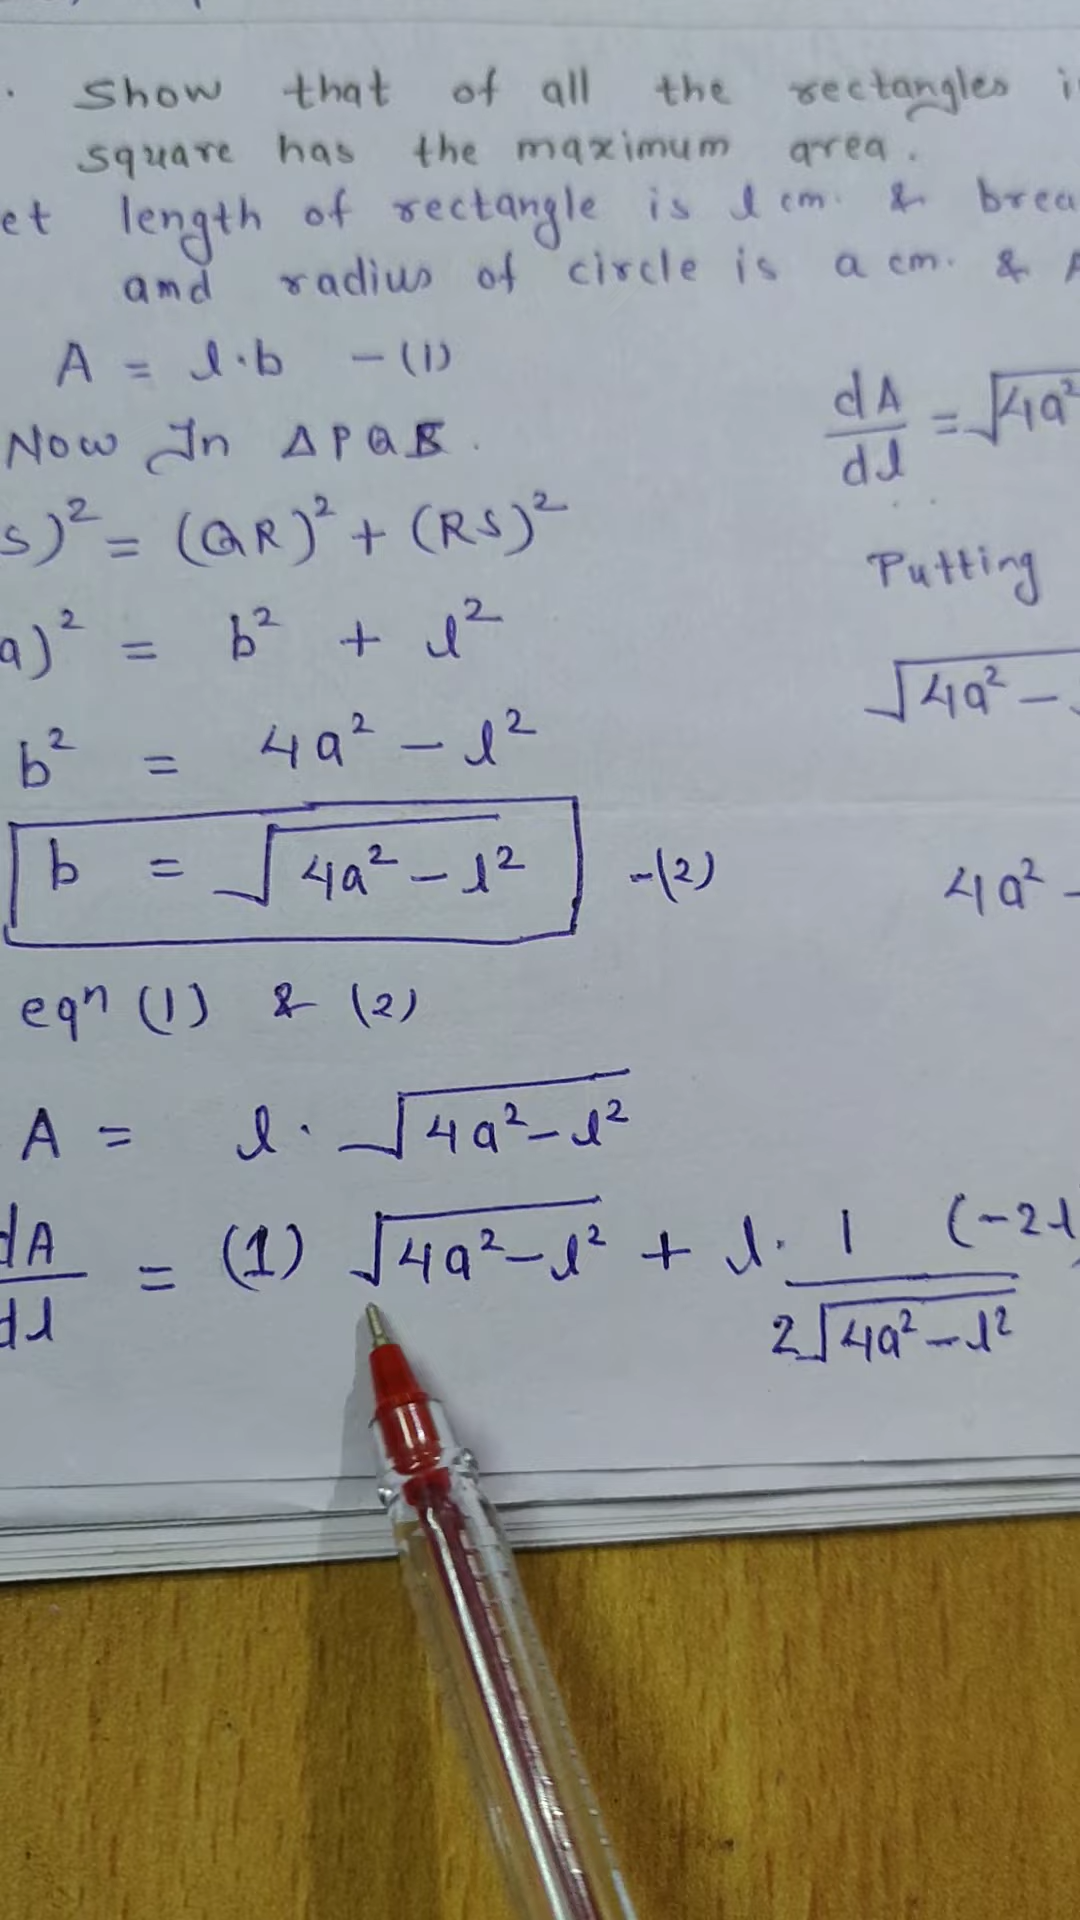 . Show that of all the rectangles
square has the maximum area.
et length of rectangle is l cm. & brea
and radius of circle is a cm. & A
A = l·b -(1)
Now In ΔPQS.
S)² = (QR)² + (RS)²
a)² = b² + l²
b² = 4a² - l²
b = √4a² - l² -(2)
eqn (1) & (2)
A = l · √4a² - l²
dA/dl = (1) √4a² - l² + l · 1/2√4a² - l² (-2l)
dA/dl = √4a²
Putting
√4a² -
4a² -